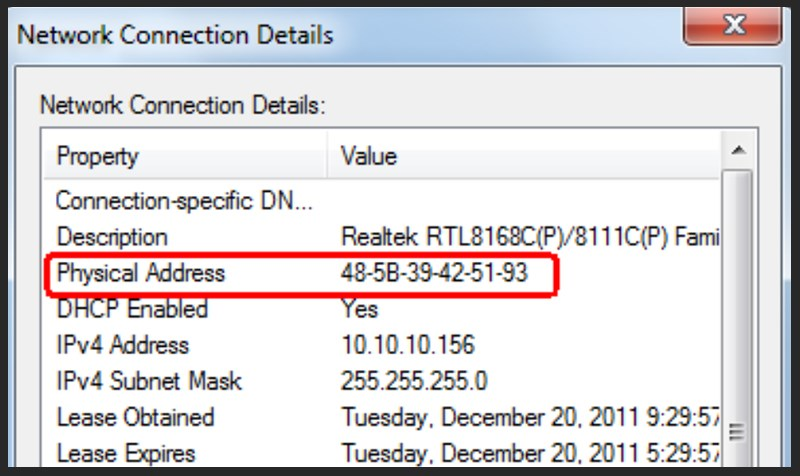 Network Connection Details
Network Connection Details:
Property Value
Connection-specific DN...
Description Realtek RTL8168C(P)/8111C(P) Fami
Physical Address 48-5B-39-42-51-93
DHCP Enabled Yes
IPv4 Address 10.10.10.156
IPv4 Subnet Mask 255.255.255.0
Lease Obtained Tuesday, December 20, 2011 9:29:57
Lease Expires Tuesday, December 20, 2011 5:29:57